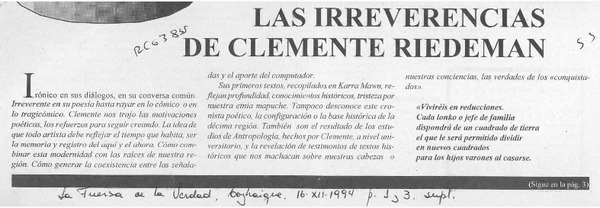 LAS IRREVERENCIAS
DE CLEMENTE RIEDEMAN
RC63855
53
Irónico en sus diálogos, en su conversa común.
Irreverente en su poesía hasta rayar en lo cómico o en
lo tragicómico. Clemente nos trajo las motivaciones
poéticas, los refuerzos para seguir creando. La idea de
que todo artista debe reflejar el tiempo que habita, ser
la memoria y registro del aquí y el ahora. Cómo com-
binar esta modernidad con las raíces de nuestra re-
gión. Cómo generar la coexistencia entre las señala-
das y el aporte del computador.
Sus primeros textos, recopilados en Karra Mawn, re-
flejan profundidad, conocimientos históricos, tristeza por
nuestra etnia mapuche. Tampoco desconoce este cro-
nista poético, la configuración o la base histórica de la
décima región. También son el resultado de los estu-
dios de Antropología, hechos por Clemente, a nivel uni-
versitario, y la revelación de testimonios de textos his-
tóricos que nos machacan sobre nuestras cabezas o
nuestras conciencias, las verdades de los «conquista-
dos».
«Viviréis en reducciones.
Cada lonko o jefe de familia
dispondrá de un cuadrado de tierra
el que le será permitido dividir
en nuevos cuadrados
para los hijos varones al casarse.
(Sigue en la pág. 3)
La Fuerza de la Verdad, Coyhaique, 16-XII-1994 p. 1 y 3. supl.